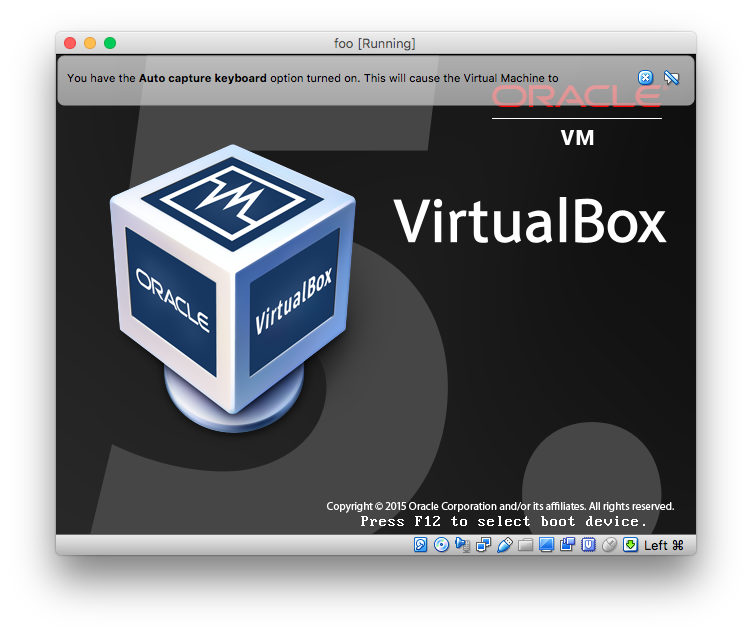 foo [Running]
You have the Auto capture keyboard option turned on. This will cause the Virtual Machine to
ORACLE
VM
VirtualBox
ORACLE
VirtualBox
5.
Copyright © 2015 Oracle Corporation and/or its affiliates. All rights reserved.
Press F12 to select boot device.
Left ⌘